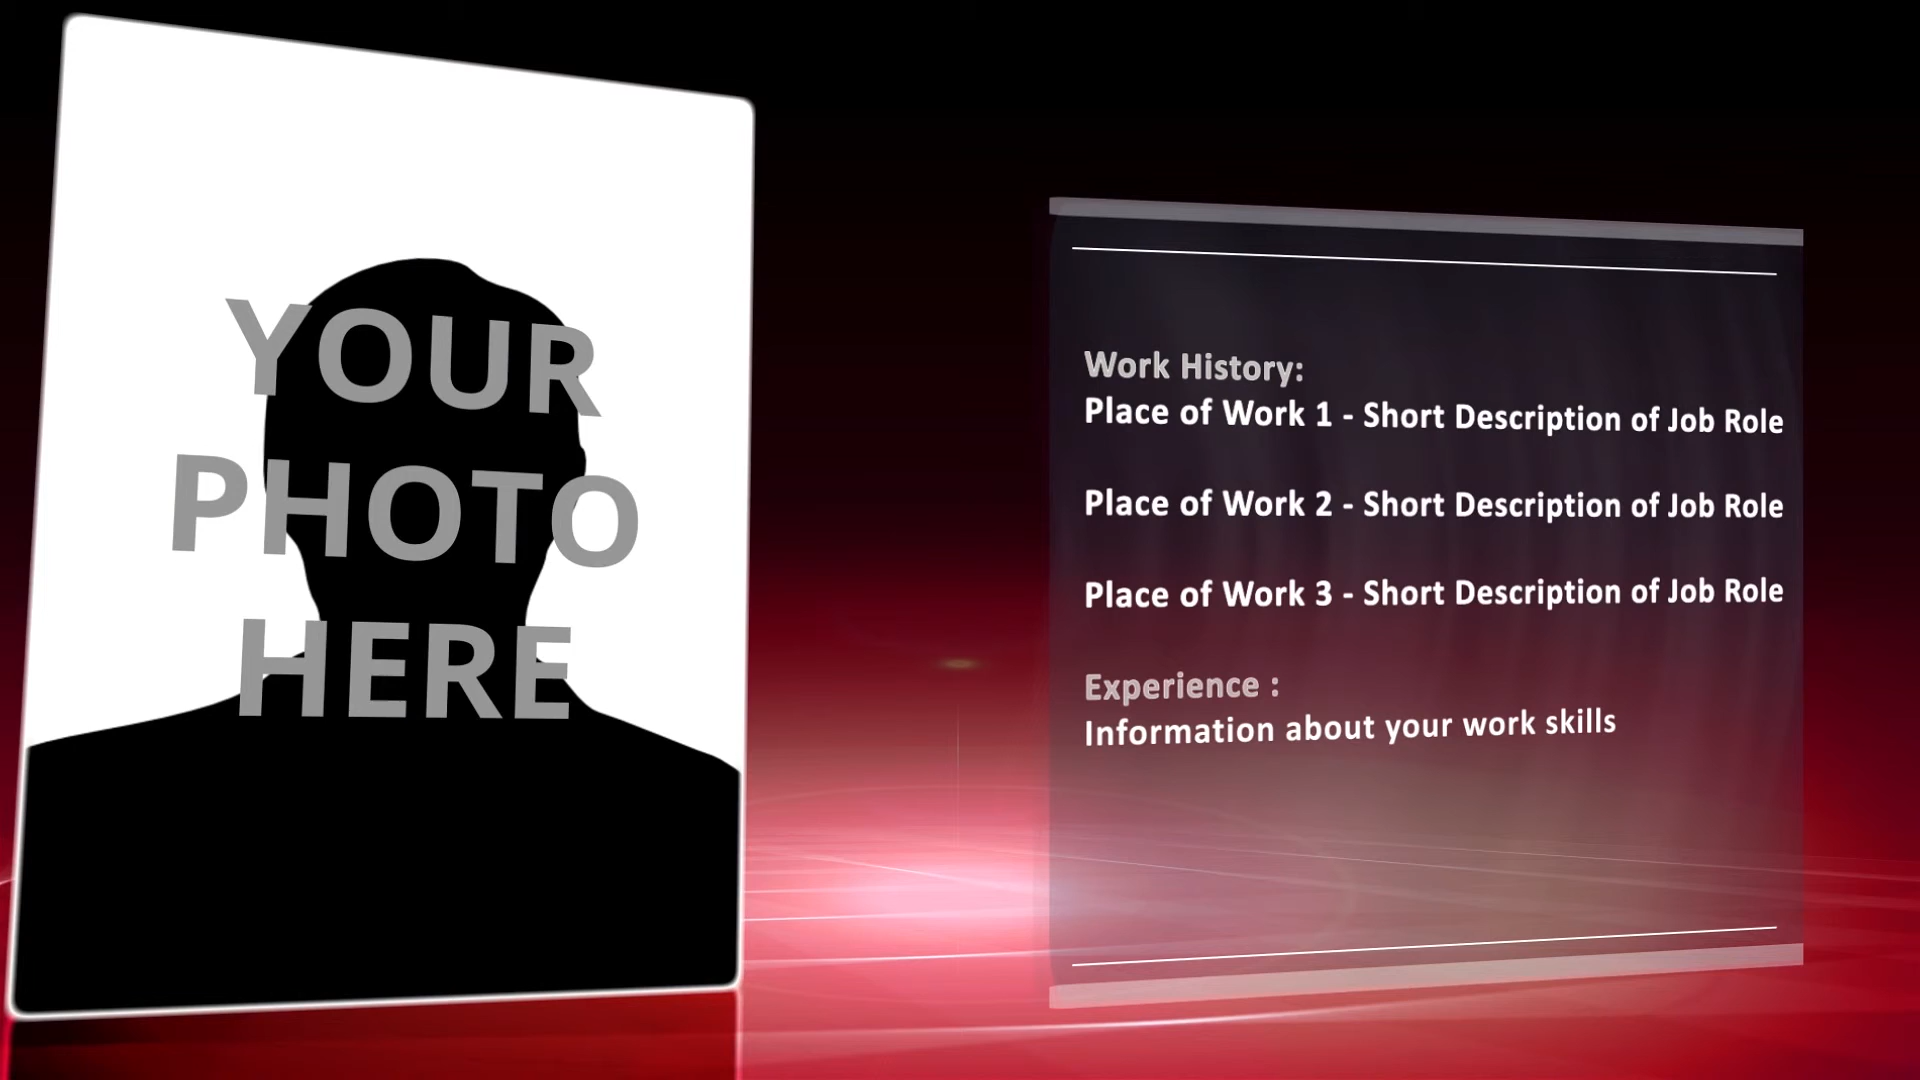 YOUR
PHOTO
HERE
Work History:
Place of Work 1 - Short Description of Job Role
Place of Work 2 - Short Description of Job Role
Place of Work 3 - Short Description of Job Role
Experience :
Information about your work skills